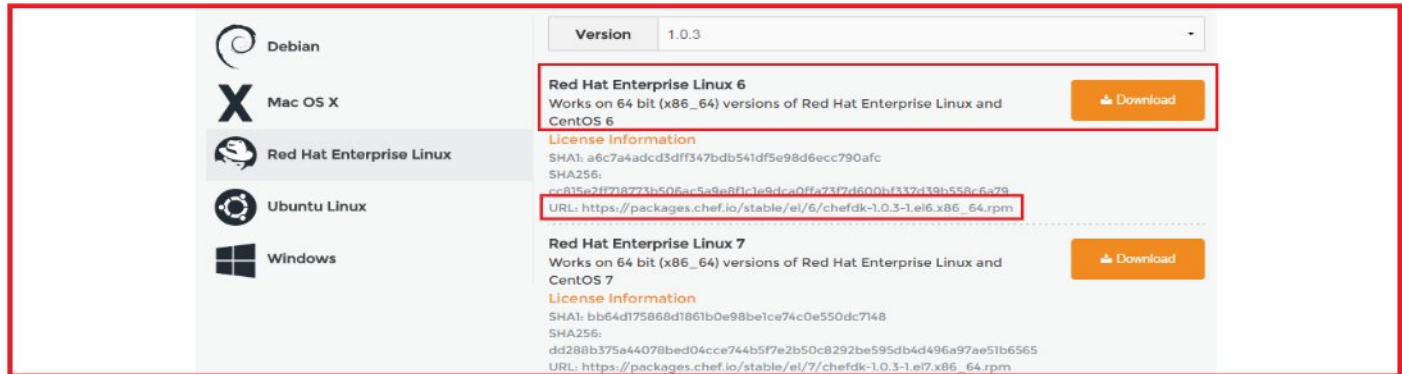 Debian
Mac OS X
Red Hat Enterprise Linux
Ubuntu Linux
Windows
Version 1.0.3
Red Hat Enterprise Linux 6
Works on 64 bit (x86_64) versions of Red Hat Enterprise Linux and
CentOS 6
Download
License Information
SHA1: a6c7a4adcd3dff347bdb541df5e98d6ecc790afc
SHA256:
cc815e2ff718773b506ac5a9e8f1c1e9dca0ffa73f7d600bf337d39b558c6a79
URL: https://packages.chef.io/stable/el/6/chefdk-1.0.3-1.el6.x86_64.rpm
Red Hat Enterprise Linux 7
Works on 64 bit (x86_64) versions of Red Hat Enterprise Linux and
CentOS 7
Download
License Information
SHA1: bb64d175868d1861b0e98be1ce74c0e550dc7148
SHA256:
dd288b375a44078bed04cce744b5f7e2b50c8292be595db4d496a97ae51b6565
URL: https://packages.chef.io/stable/el/7/chefdk-1.0.3-1.el7.x86_64.rpm